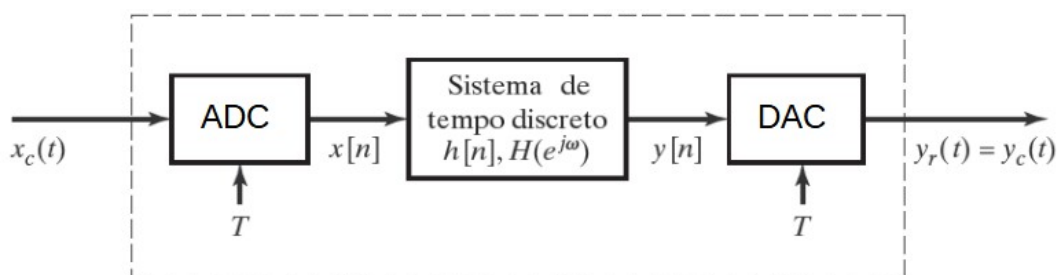 ADC
Sistema de
tempo discreto
h[n], H(e^{jω})
DAC
x_c(t)
x[n]
y[n]
y_r(t) = y_c(t)
T
T